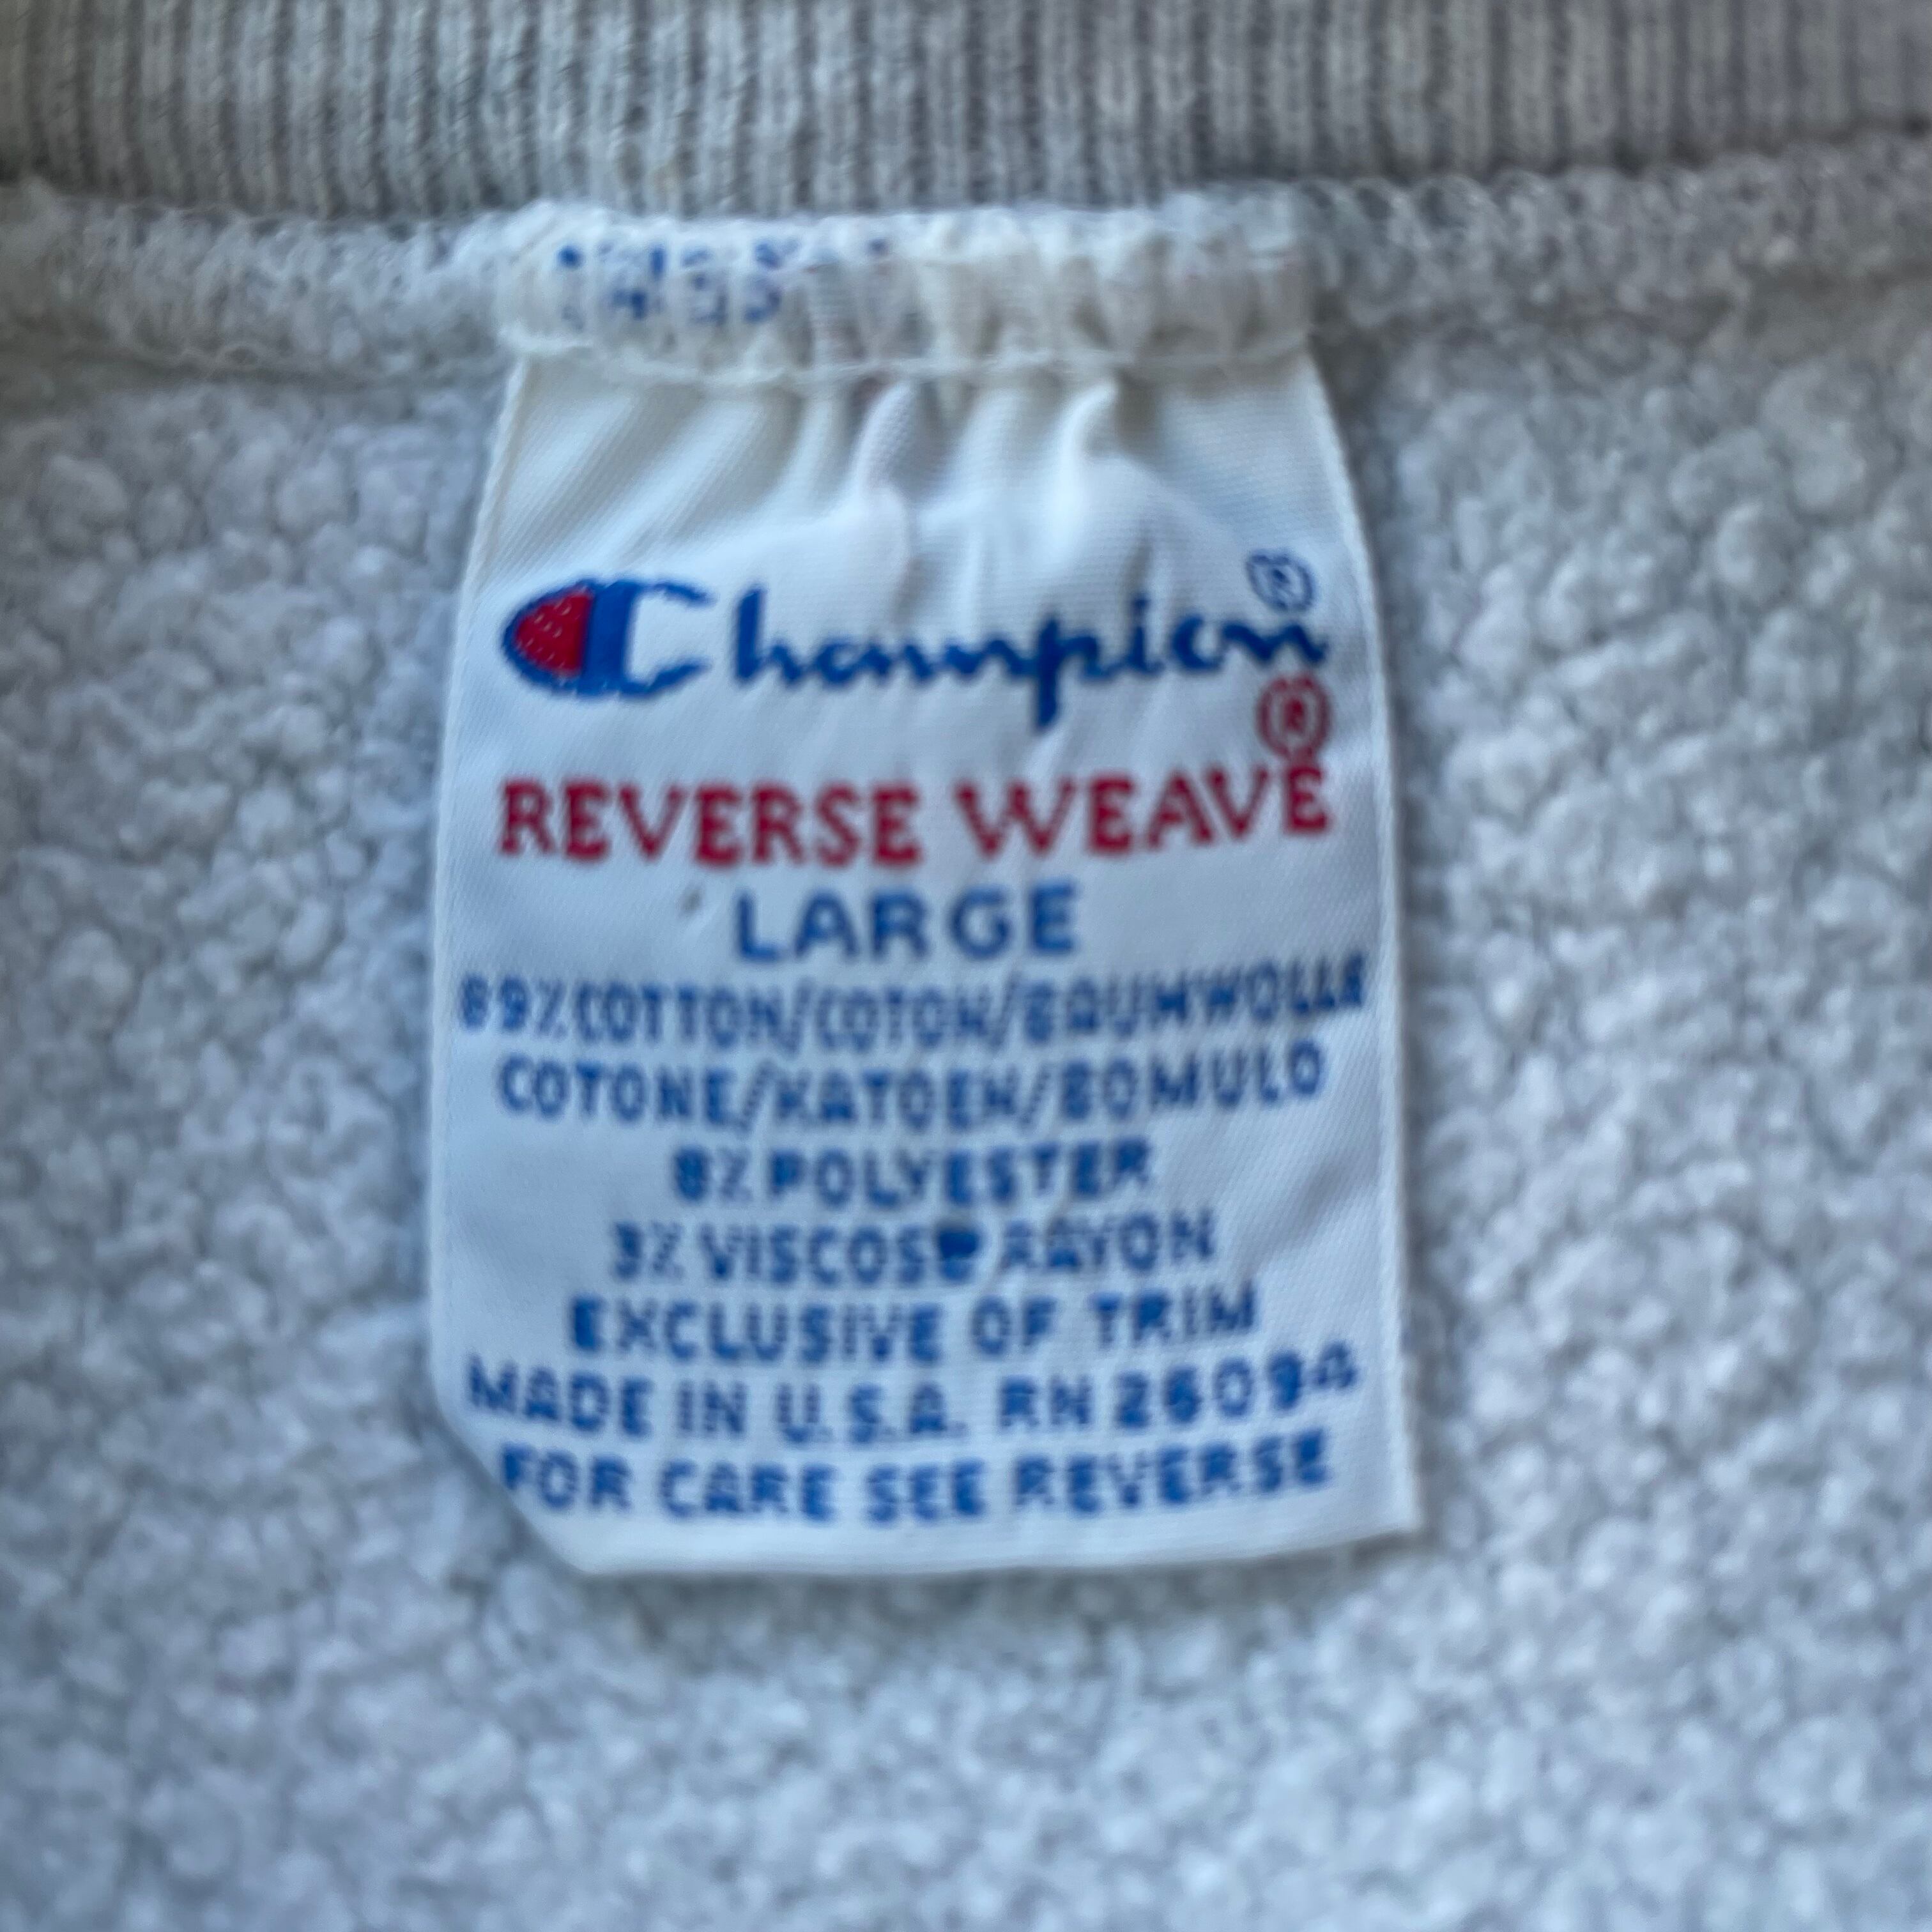 Champion®
REVERSE WEAVE®
LARGE
89% COTTON/COTON/BAUMWOLLE
COTONE/KATOEN/BOMULD
8% POLYESTER
3% VISCOSE RAYON
EXCLUSIVE OF TRIM
MADE IN U.S.A. RN 26094
FOR CARE SEE REVERSE